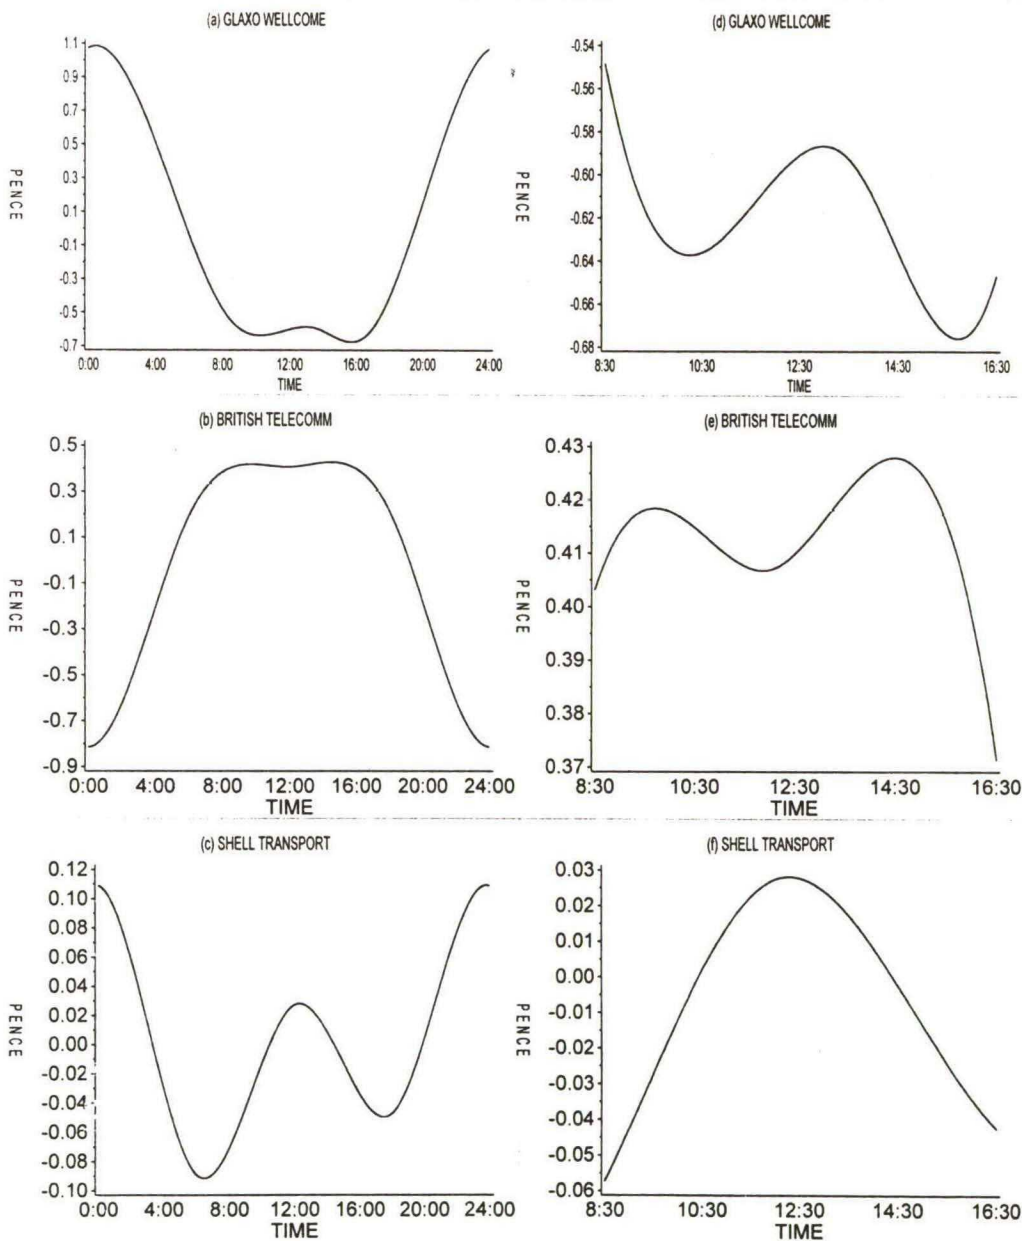 (a) GLAXO WELLCOME
1.1
0.9
0.7
0.5
0.3
0.1
-0.1
-0.3
-0.5
-0.7
PENCE
0:00 4:00 8:00 12:00 16:00 20:00 24:00
TIME
(d) GLAXO WELLCOME
-0.54
-0.56
-0.58
-0.60
-0.62
-0.64
-0.66
-0.68
PENCE
8:30 10:30 12:30 14:30 16:30
TIME
(b) BRITISH TELECOMM
0.5
0.3
0.1
-0.1
-0.3
-0.5
-0.7
-0.9
PENCE
0:00 4:00 8:00 12:00 16:00 20:00 24:00
TIME
(e) BRITISH TELECOMM
0.43
0.42
0.41
0.40
0.39
0.38
0.37
PENCE
8:30 10:30 12:30 14:30 16:30
TIME
(c) SHELL TRANSPORT
0.12
0.10
0.08
0.06
0.04
0.02
0.00
-0.02
-0.04
-0.06
-0.08
-0.10
PENCE
0:00 4:00 8:00 12:00 16:00 20:00 24:00
TIME
(f) SHELL TRANSPORT
0.03
0.02
0.01
0.00
-0.01
-0.02
-0.03
-0.04
-0.05
-0.06
PENCE
8:30 10:30 12:30 14:30 16:30
TIME